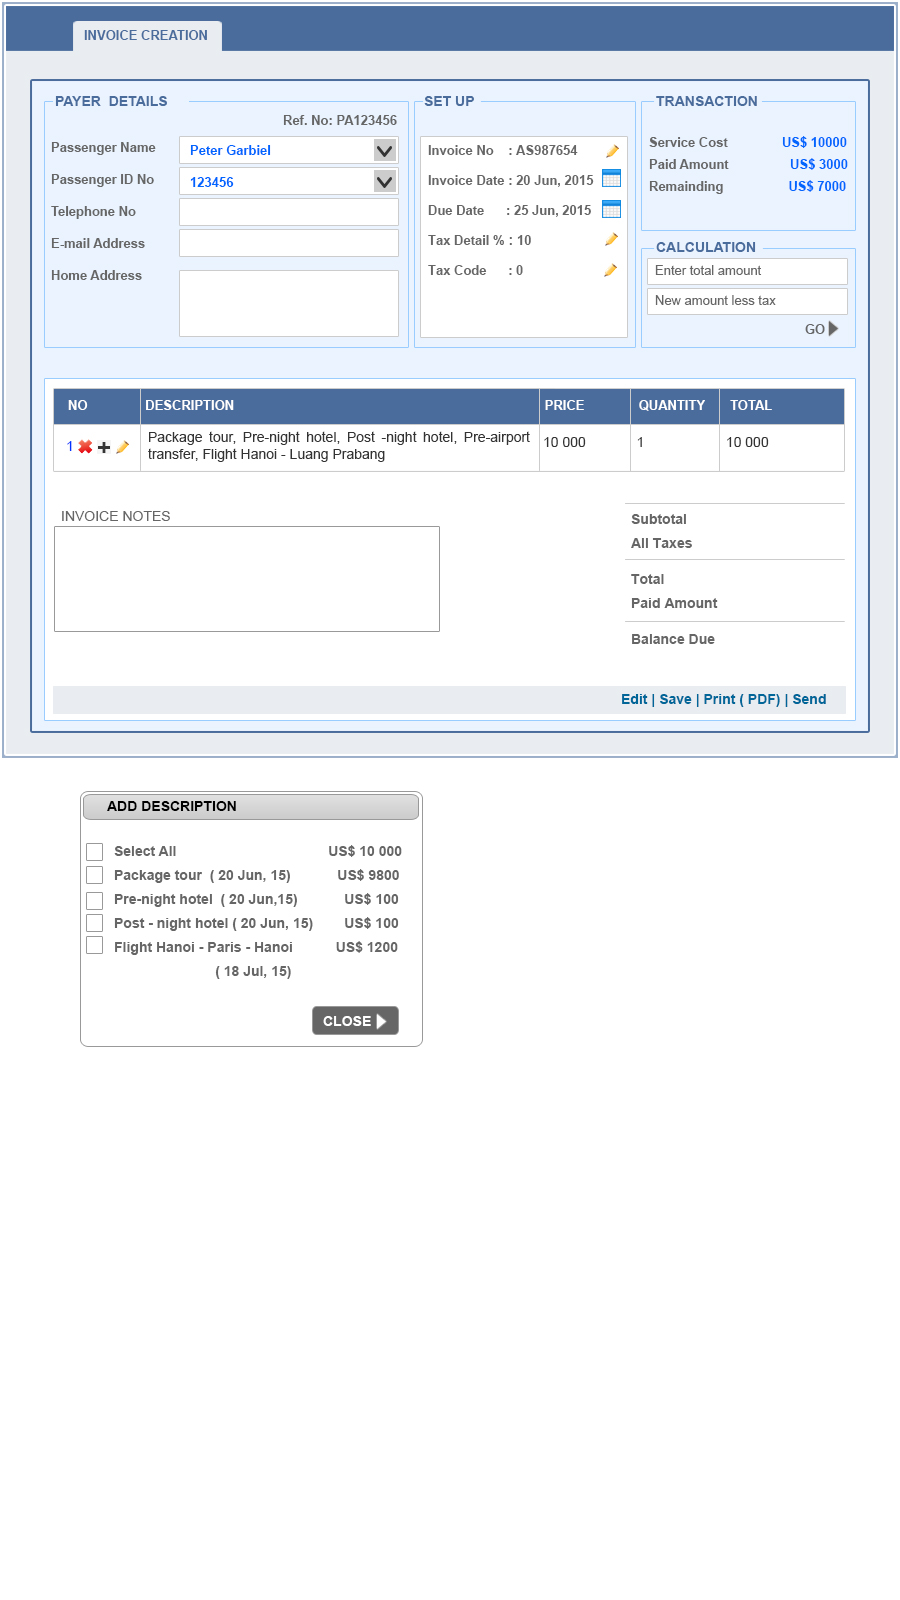 INVOICE CREATION
PAYER DETAILS
Ref. No: PA123456
Passenger Name
Peter Garbiel
Passenger ID No
123456
Telephone No
E-mail Address
Home Address
SET UP
Invoice No : AS987654
Invoice Date : 20 Jun, 2015
Due Date : 25 Jun, 2015
Tax Detail % : 10
Tax Code : 0
TRANSACTION
Service Cost US$ 10000
Paid Amount US$ 3000
Remainding US$ 7000
CALCULATION
Enter total amount
New amount less tax
GO
NO DESCRIPTION PRICE QUANTITY TOTAL
1 Package tour, Pre-night hotel, Post -night hotel, Pre-airport 10 000 1 10 000
transfer, Flight Hanoi - Luang Prabang
INVOICE NOTES
Subtotal
All Taxes
Total
Paid Amount
Balance Due
Edit | Save | Print ( PDF) | Send
ADD DESCRIPTION
Select All US$ 10 000
Package tour ( 20 Jun, 15) US$ 9800
Pre-night hotel ( 20 Jun,15) US$ 100
Post - night hotel ( 20 Jun, 15) US$ 100
Flight Hanoi - Paris - Hanoi US$ 1200
( 18 Jul, 15)
CLOSE